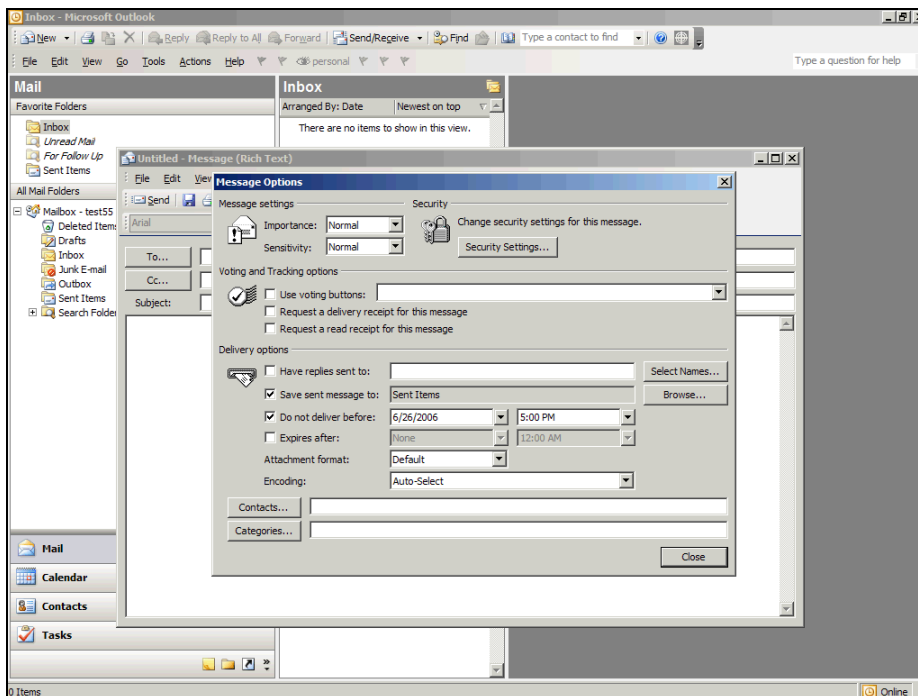 Inbox - Microsoft Outlook
New Reply Reply to All Forward Send/Receive Find Type a contact to find
File Edit View Go Tools Actions Help personal Type a question for help
Mail
Favorite Folders
Inbox
Unread Mail
For Follow Up
Sent Items
All Mail Folders
Mailbox - test55
Deleted Item
Drafts
Inbox
Junk E-mail
Outbox
Sent Items
Search Folde
Mail
Calendar
Contacts
Tasks
Inbox
Arranged By: Date Newest on top
There are no items to show in this view.
Untitled - Message (Rich Text)
File Edit View
Send
Arial
To...
Cc...
Subject:
Message Options
Message settings Security
Importance: Normal Change security settings for this message.
Sensitivity: Normal Security Settings...
Voting and Tracking options
Use voting buttons:
Request a delivery receipt for this message
Request a read receipt for this message
Delivery options
Have replies sent to: Select Names...
Save sent message to: Sent Items Browse...
Do not deliver before: 6/26/2006 5:00 PM
Expires after: None 12:00 AM
Attachment format: Default
Encoding: Auto-Select
Contacts...
Categories...
Close
0 Items Online